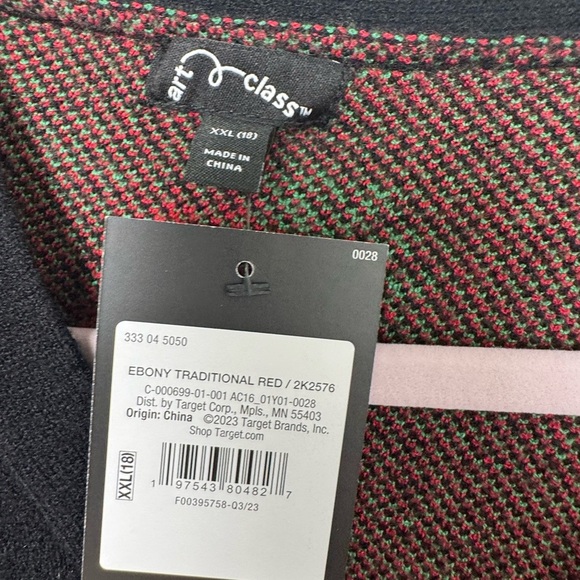 art class™
XXL (18)
MADE IN
CHINA
0028
333 04 5050
EBONY TRADITIONAL RED / 2K2576
C-000699-01-001 AC16_01Y01-0028
Dist. by Target Corp., Mpls., MN 55403
Origin: China ©2023 Target Brands, Inc.
Shop Target.com
XXL(18)
1 97543 80482 7
F00395758-Q3/23